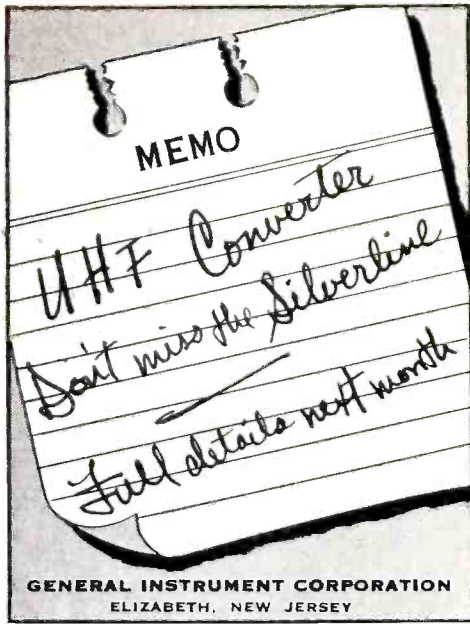 MEMO
UHF Converter
Don't miss the Silverline
Full details next month
GENERAL INSTRUMENT CORPORATION
ELIZABETH, NEW JERSEY